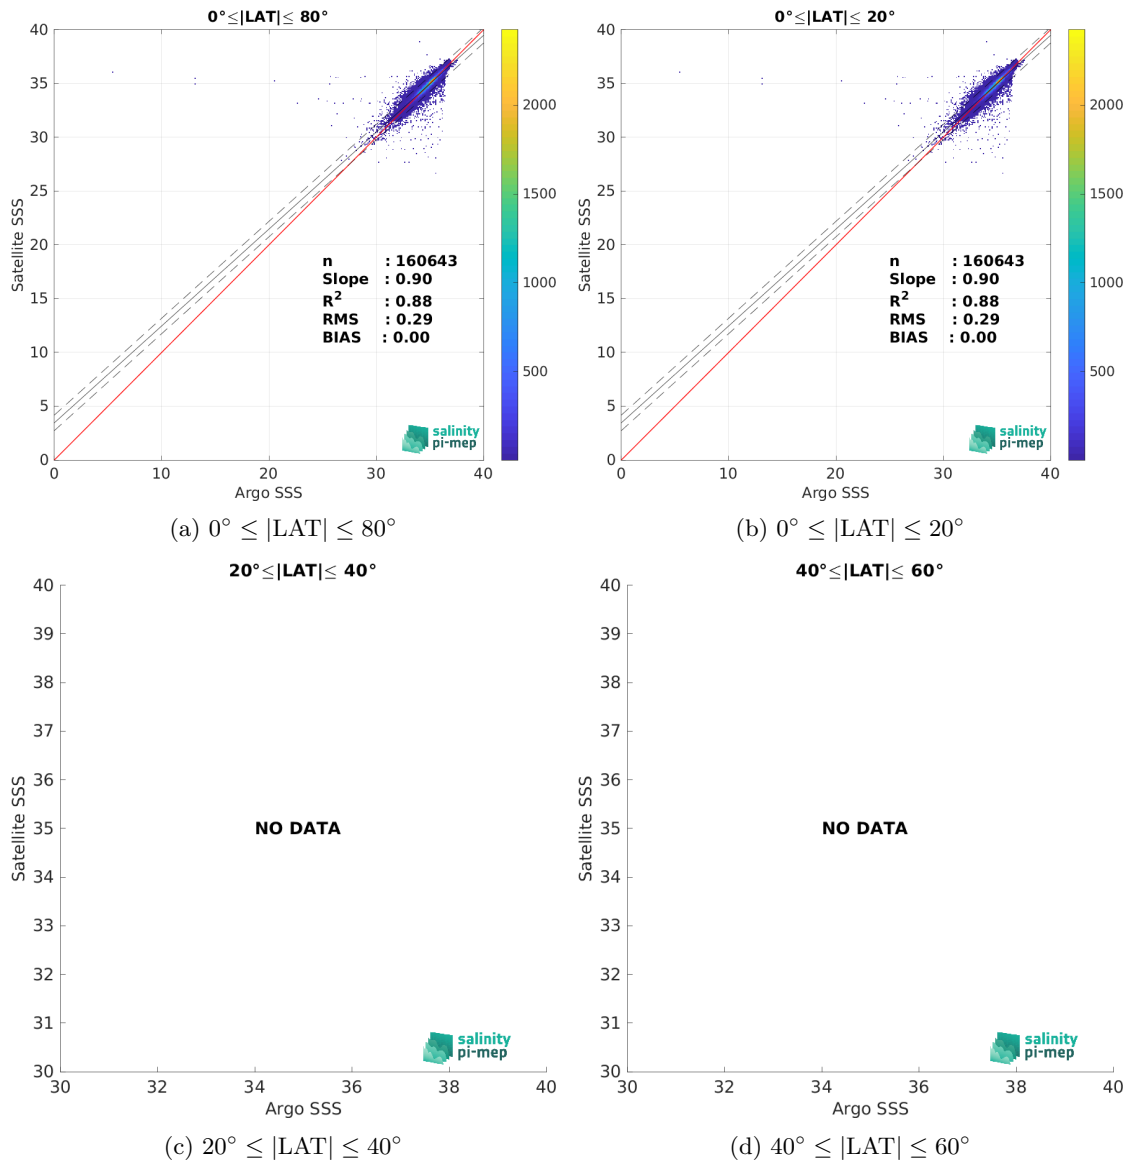 0°≤|LAT|≤ 80°
40
35
30
25
20
15
10
5
0
Satellite SSS
0
10
20
30
40
Argo SSS
2000
1500
1000
500
n : 160643
Slope : 0.90
R² : 0.88
RMS : 0.29
BIAS : 0.00
salinity
pi-mep
(a) 0° ≤ |LAT| ≤ 80°
0°≤|LAT|≤ 20°
40
35
30
25
20
15
10
5
0
Satellite SSS
0
10
20
30
40
Argo SSS
2000
1500
1000
500
n : 160643
Slope : 0.90
R² : 0.88
RMS : 0.29
BIAS : 0.00
salinity
pi-mep
(b) 0° ≤ |LAT| ≤ 20°
20°≤|LAT|≤ 40°
40
39
38
37
36
35
34
33
32
31
30
Satellite SSS
NO DATA
30
32
34
36
38
40
Argo SSS
salinity
pi-mep
(c) 20° ≤ |LAT| ≤ 40°
40°≤|LAT|≤ 60°
40
39
38
37
36
35
34
33
32
31
30
Satellite SSS
NO DATA
30
32
34
36
38
40
Argo SSS
salinity
pi-mep
(d) 40° ≤ |LAT| ≤ 60°